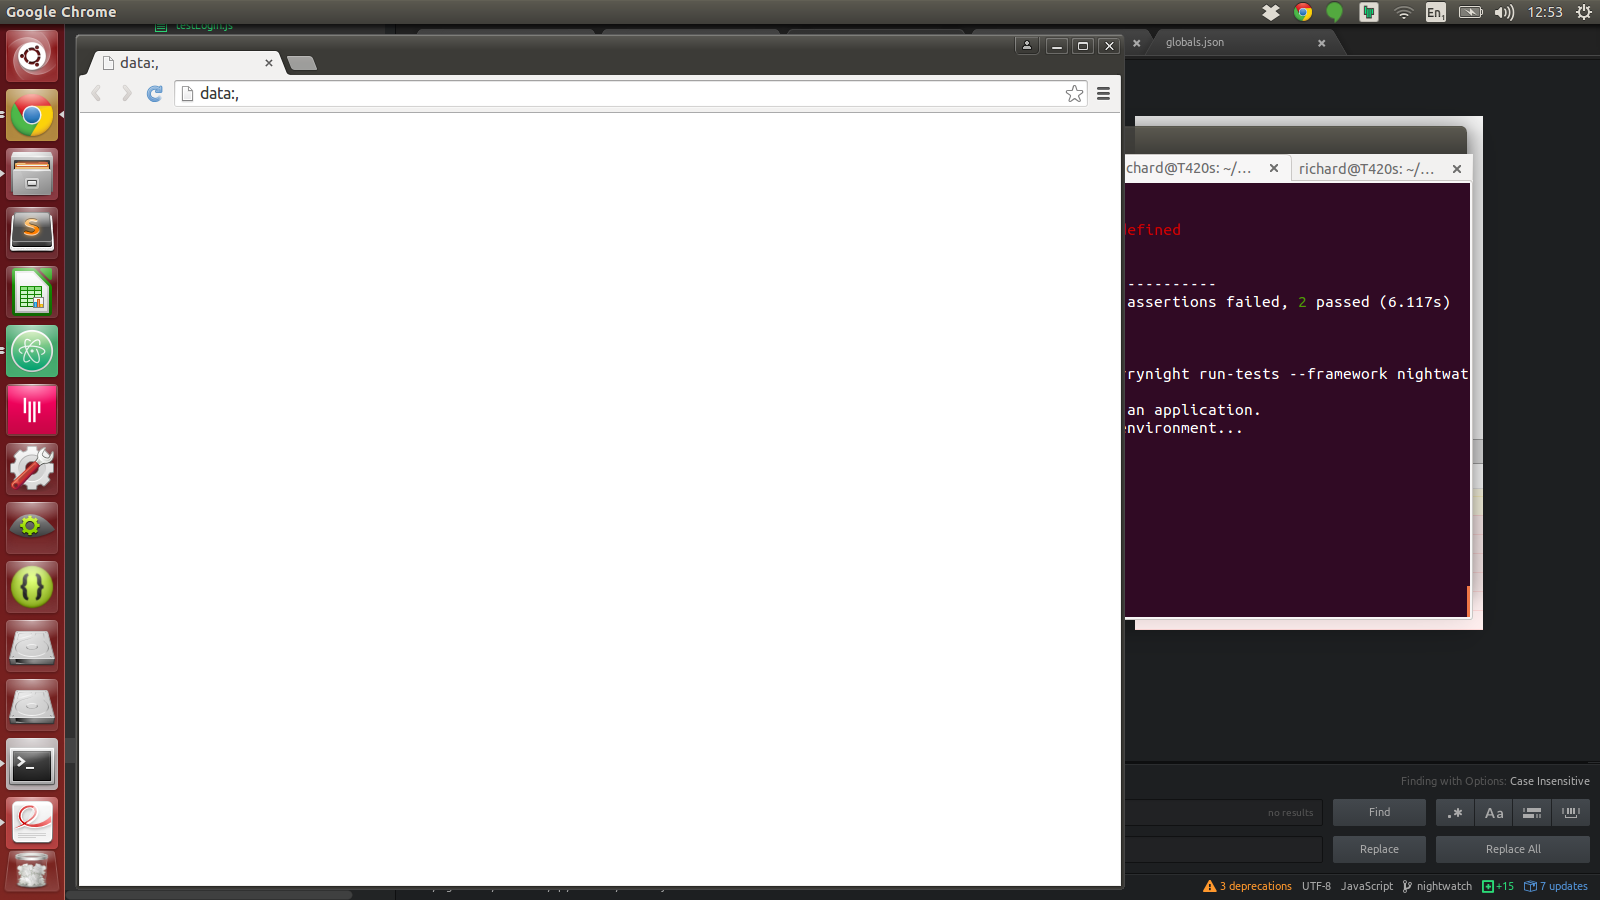 Google Chrome
En1
12:53
testLogin.js
globals.json
data:,
data:,
chard@T420s: ~/...
richard@T420s: ~/...
efined
----------
assertions failed, 2 passed (6.117s)
rynight run-tests --framework nightwat
an application.
nvironment...
Finding with Options: Case Insensitive
no results
Find
.*
Aa
Replace
Replace All
3 deprecations
UTF-8
JavaScript
nightwatch
+15
7 updates